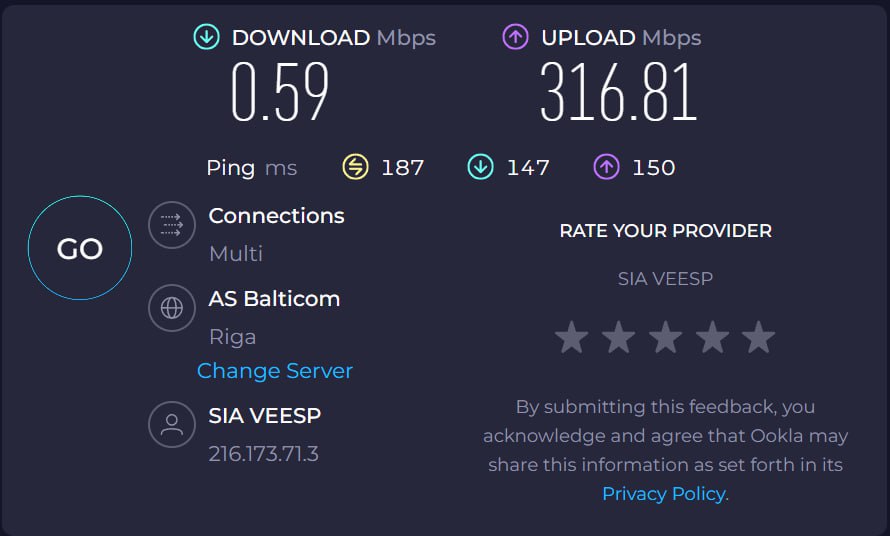 DOWNLOAD Mbps
0.59
UPLOAD Mbps
316.81
Ping ms 187 147 150
GO
Connections
Multi
AS Balticom
Riga
Change Server
SIA VEESP
216.173.71.3
RATE YOUR PROVIDER
SIA VEESP
By submitting this feedback, you
acknowledge and agree that Ookla may
share this information as set forth in its
Privacy Policy.